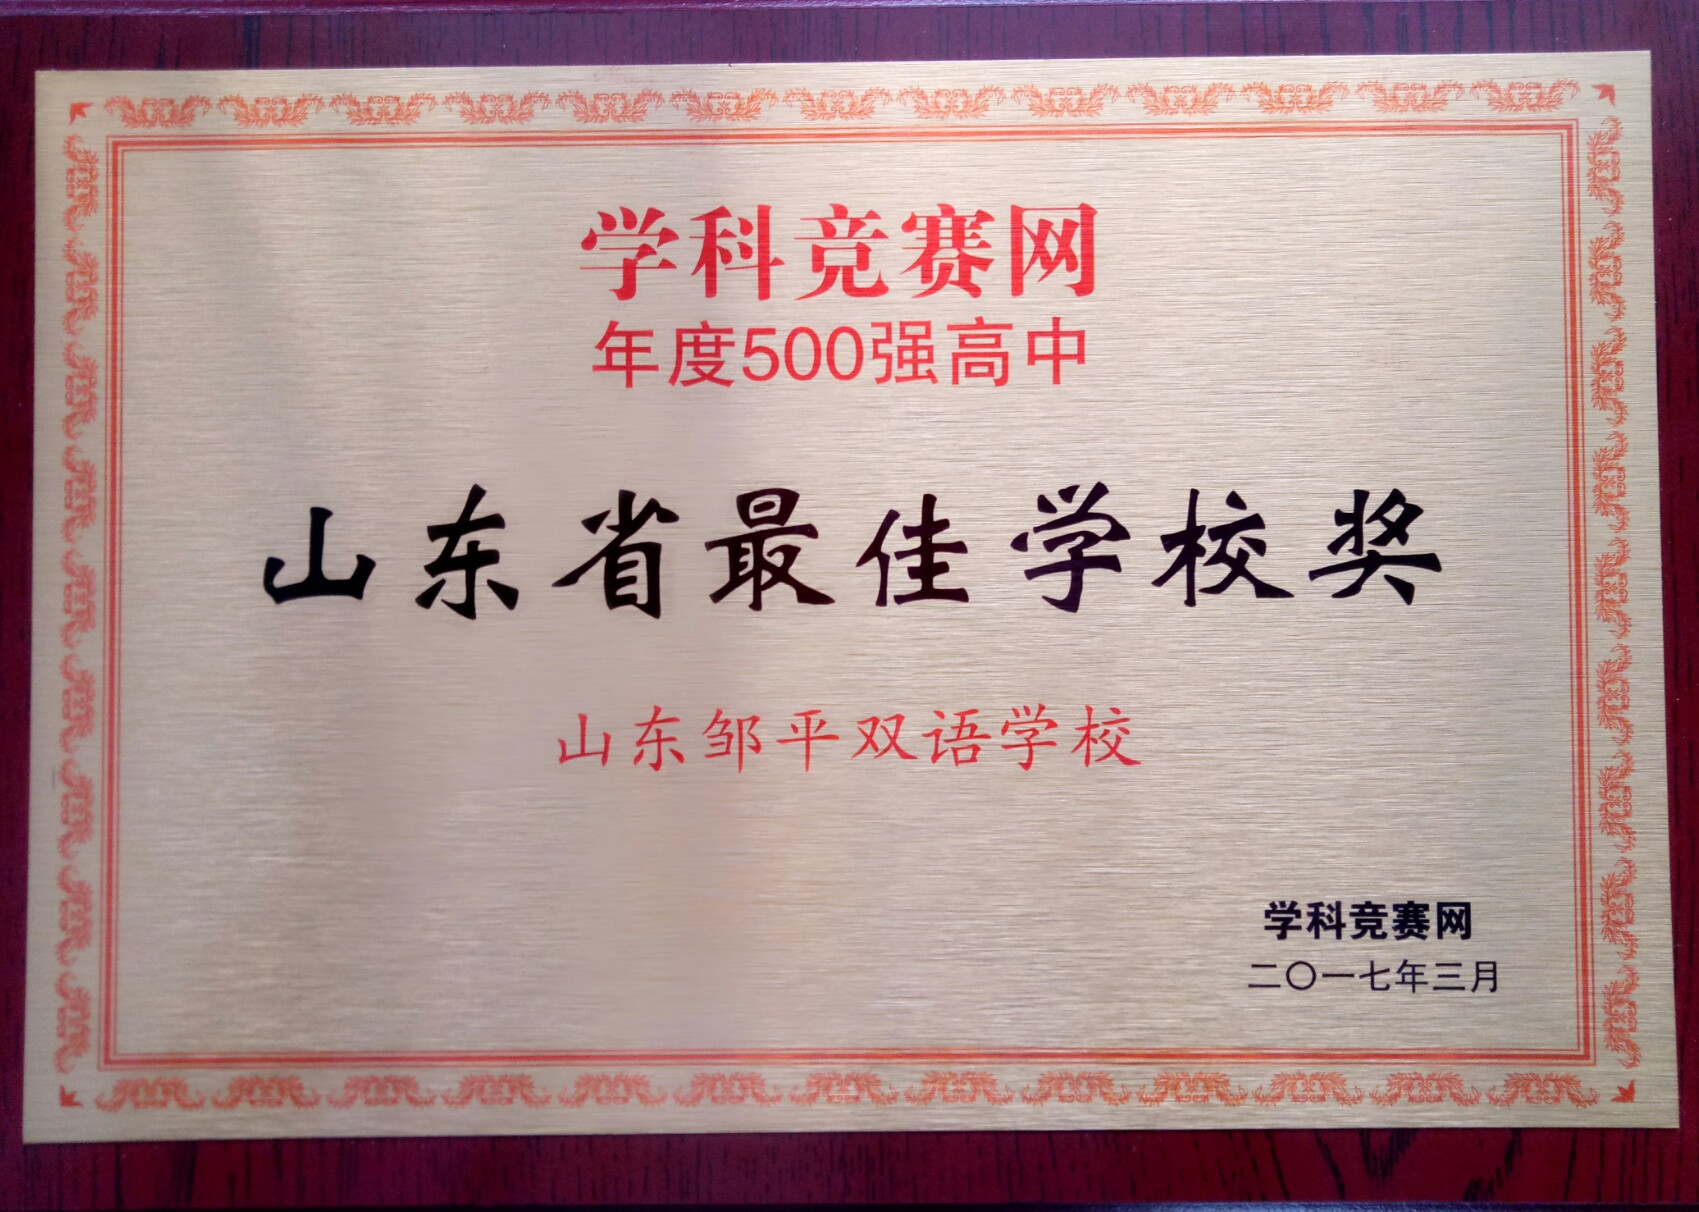 学科竞赛网
年度500强高中
山东省最佳学校奖
山东邹平双语学校
学科竞赛网
二〇一七年三月